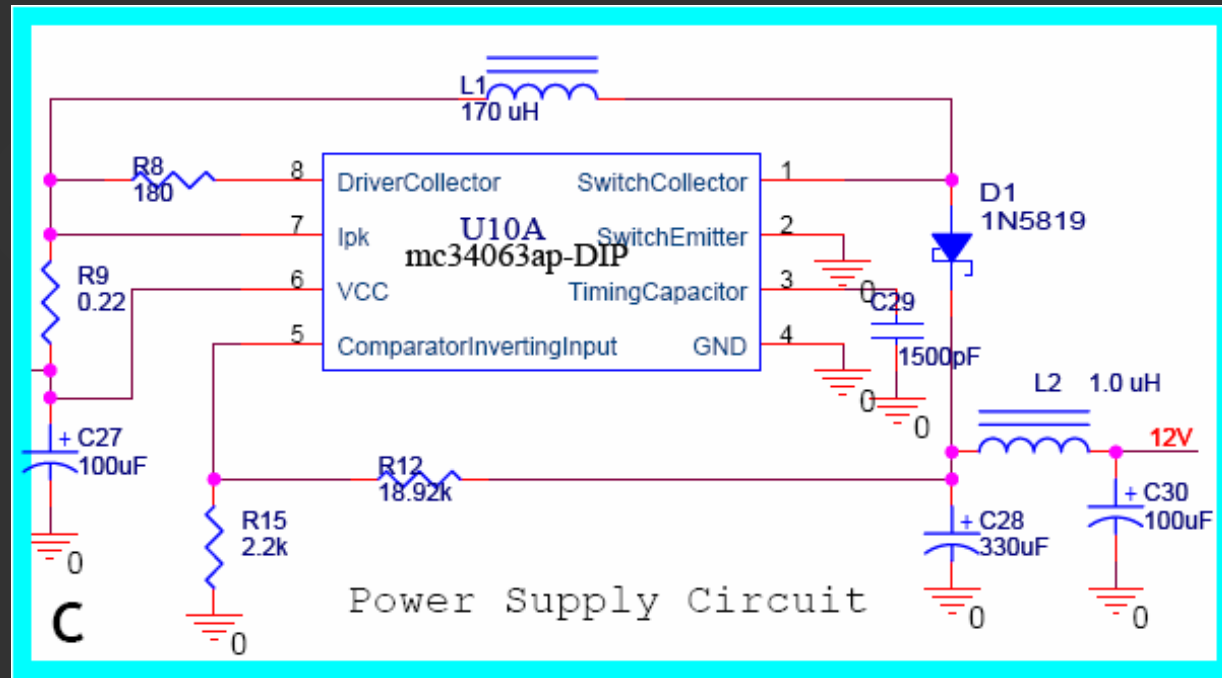 L1
170 uH
R8
180
8
DriverCollector
SwitchCollector
1
D1
1N5819
7
Ipk
U10A
SwitchEmitter
2
mc34063ap-DIP
R9
0.22
6
VCC
TimingCapacitor
3
0
C29
1500pF
5
ComparatorInvertingInput
GND
4
0
0
L2
1.0 uH
12V
+
C27
100uF
R12
18.92k
+
C30
100uF
R15
2.2k
+
C28
330uF
0
Power Supply Circuit
0
0
C
0